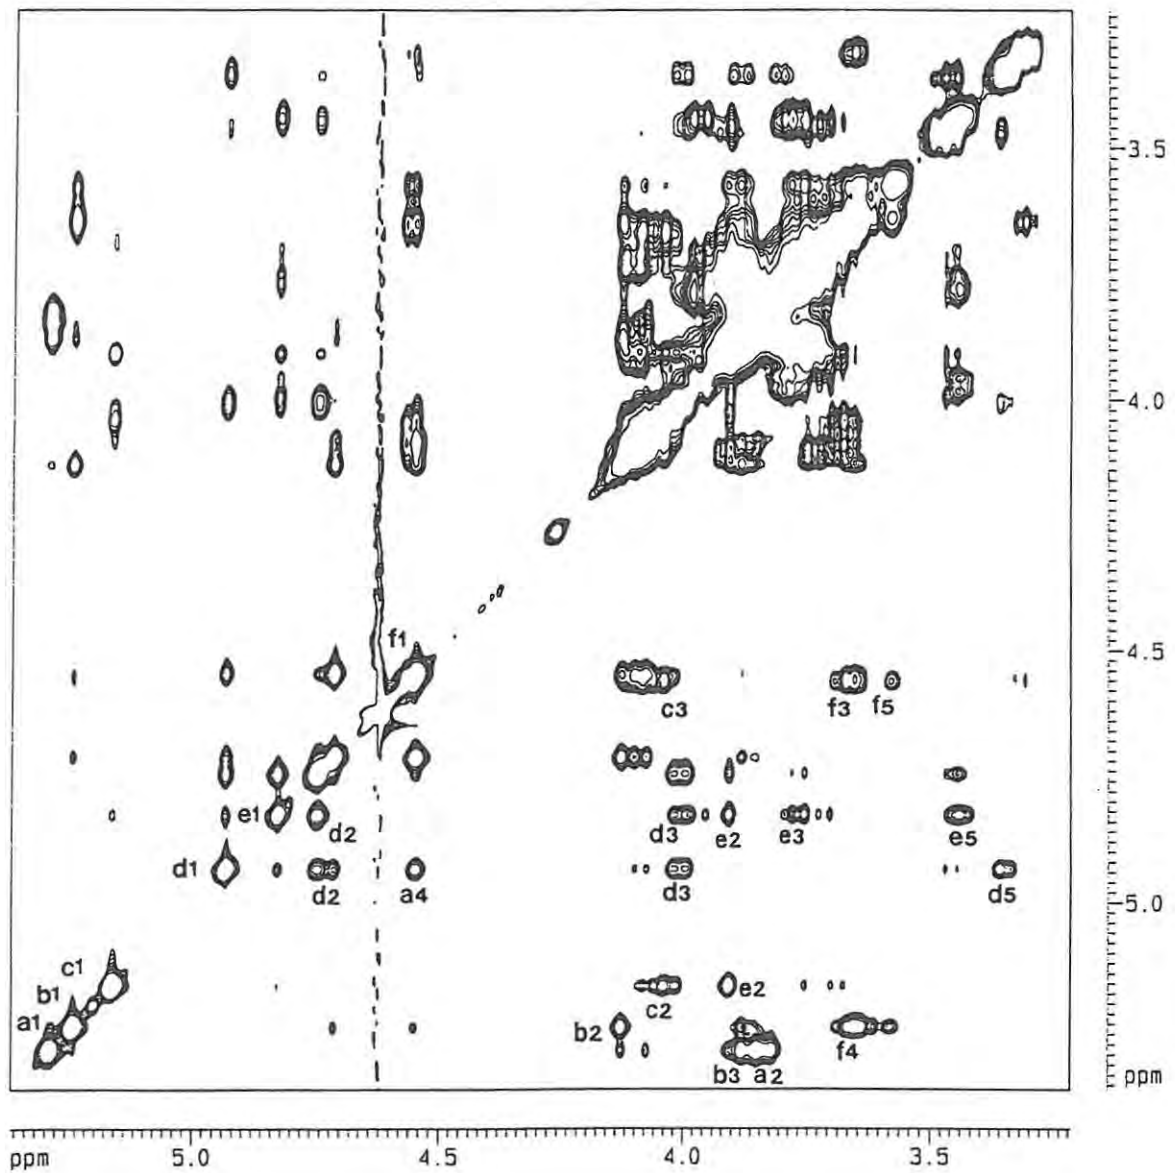 3.5
4.0
f1
4.5
c3 f3 f5
e1 d2 d3 e2 e3 e5
d1 d2 a4 d3 d5
5.0
c1
b1 e2
a1 c2
b2 f4
b3 a2
ppm
ppm 5.0 4.5 4.0 3.5